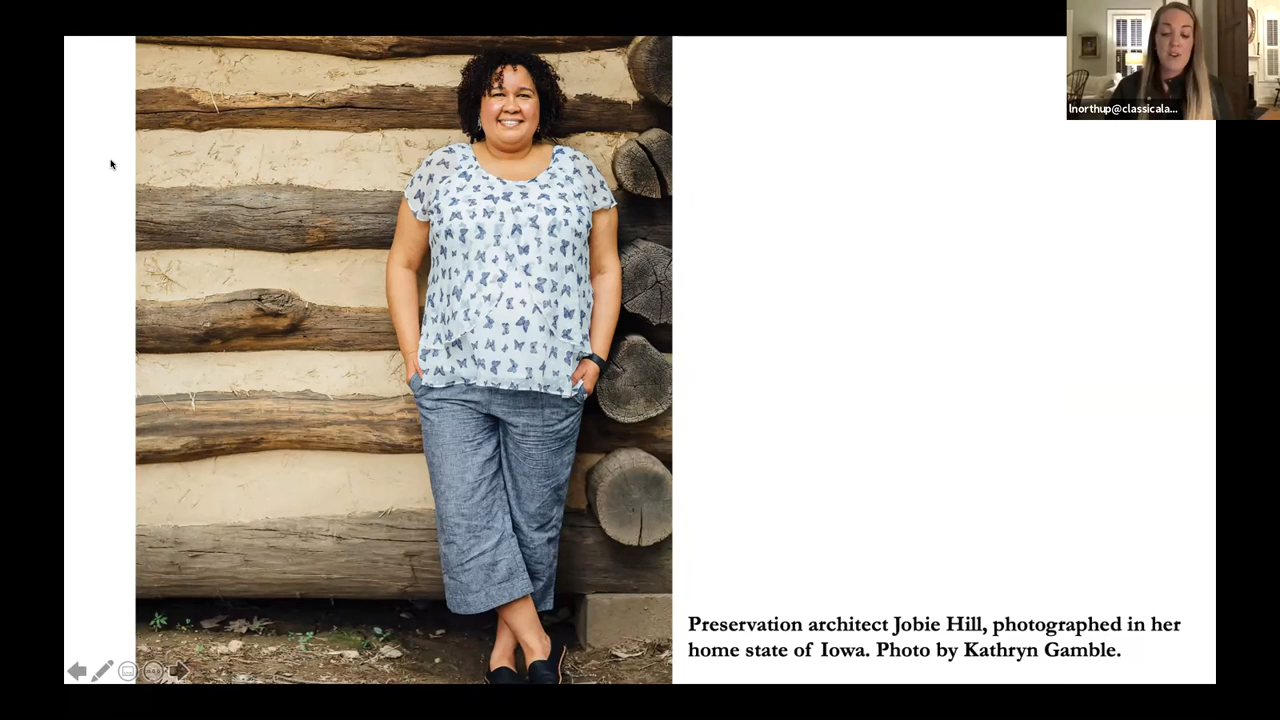 lnorthup@classicala...
Preservation architect Jobie Hill, photographed in her
home state of Iowa. Photo by Kathryn Gamble.